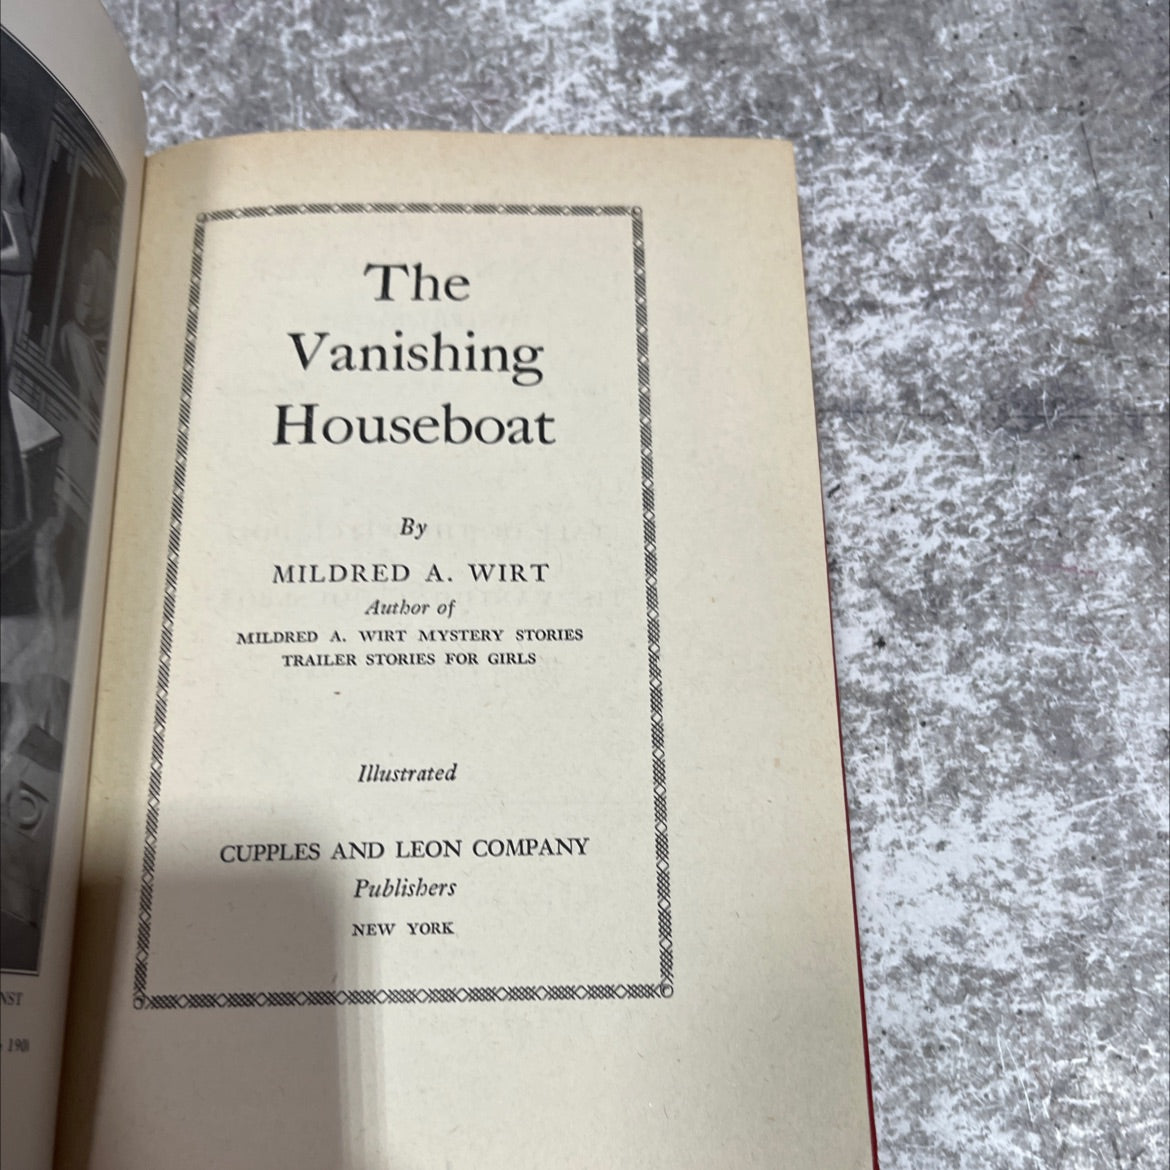 The
Vanishing
Houseboat
By
MILDRED A. WIRT
Author of
MILDRED A. WIRT MYSTERY STORIES
TRAILER STORIES FOR GIRLS
Illustrated
CUPPLES AND LEON COMPANY
Publishers
NEW YORK